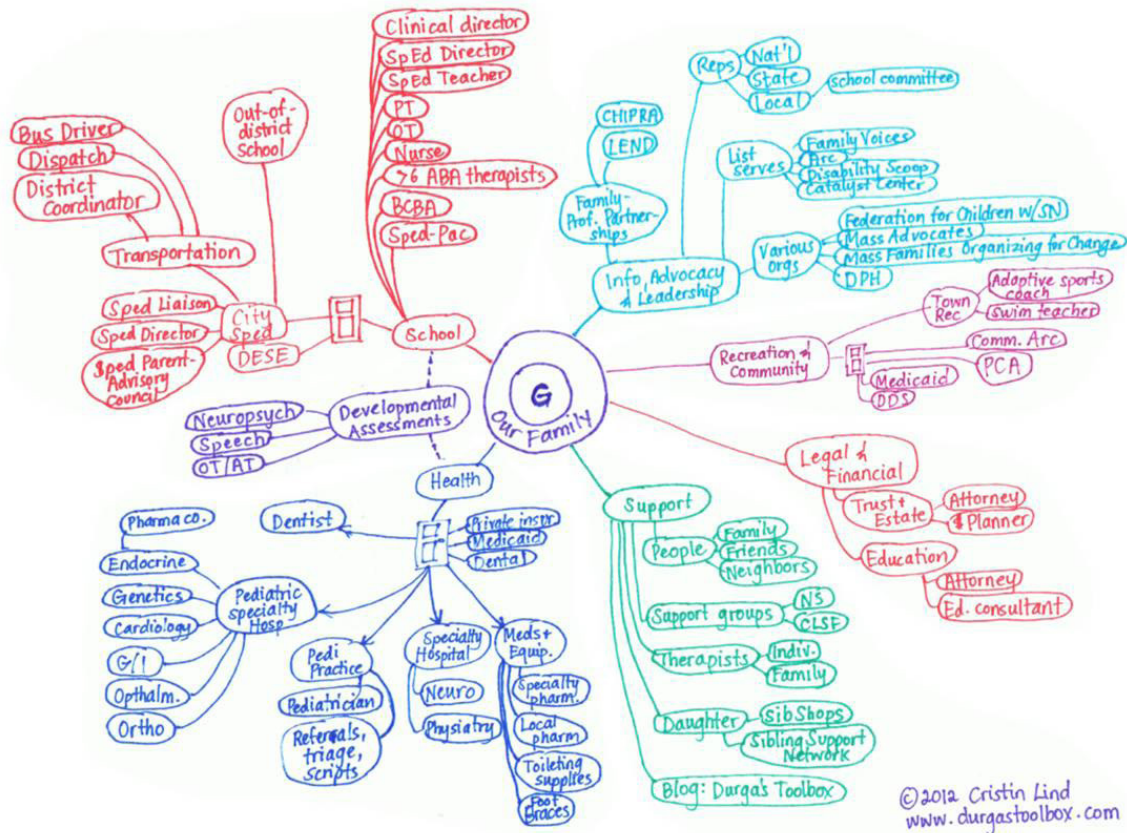 Clinical director
SpEd Director
SpEd Teacher
PT
OT
Nurse
>6 ABA therapists
BCBA
Sped-Pac
School
Out-of-
district
School
Bus Driver
Dispatch
District
Coordinator
Transportation
Sped Liaison
Sped Director
Sped Parent-
Advisory
Council
City
Sped
DESE
Reps
Nat'l
State
Local
school committee
CHIPRA
LEND
Family-
Prof. Partner-
ships
List
serves
Family Voices
Arc
Disability Scoop
Catalyst Center
Various
orgs
Federation for Children w/SN
Mass Advocates
Mass Families Organizing for Change
DPH
Info, Advocacy
& Leadership
Town
Rec
Adaptive sports
coach
Swim teacher
Recreation &
Community
Comm. Arc
PCA
Medicaid
DDS
G
Our Family
Neuropsych
Speech
OT/AT
Developmental
Assessments
Health
Dentist
Private insur
Medicaid
Dental
Pharma co.
Endocrine
Genetics
Cardiology
G/I
Opthalm.
Ortho
Pediatric
specialty
Hosp
Pedi
Practice
Pediatrician
Referrals,
triage,
scripts
Specialty
Hospital
Neuro
Physiatry
Meds +
Equip.
Specialty
pharm.
Local
pharm
Toileting
supplies
Foot
Braces
Legal &
Financial
Trust +
Estate
Attorney
$ Planner
Education
Attorney
Ed. consultant
Support
People
Family
Friends
Neighbors
Support groups
NS
CLSF
Therapists
Indiv.
Family
Daughter
SibShops
Sibling Support
Network
Blog: Durga's Toolbox
©2012 Cristin Lind
www.durgastoolbox.com